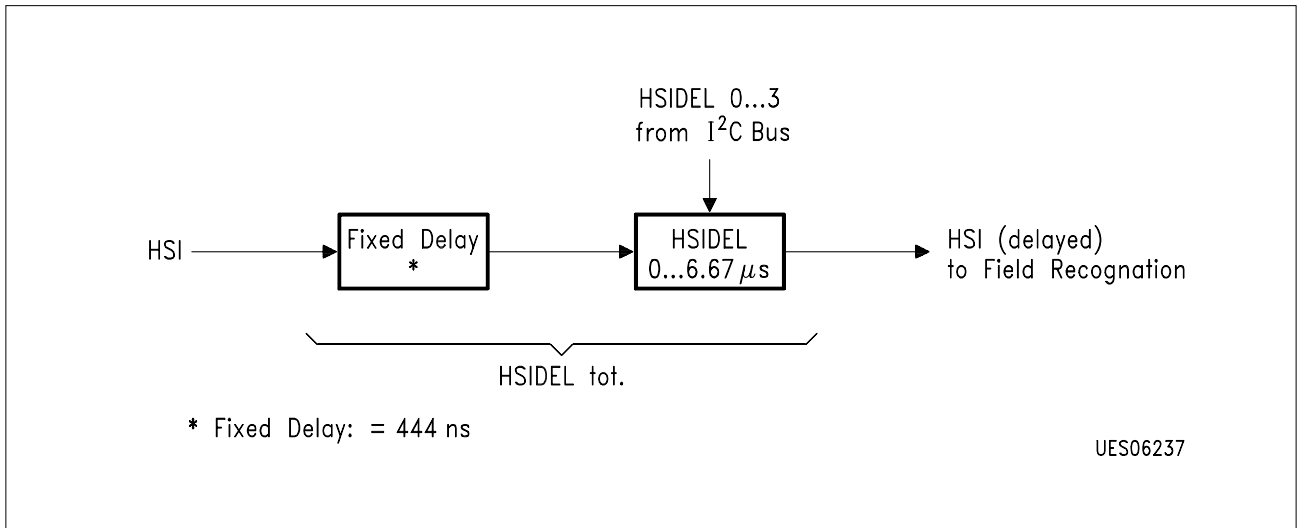 HSIDEL 0...3
from I²C Bus
HSI
Fixed Delay
*
HSIDEL
0...6.67 µs
HSI (delayed)
to Field Recognation
HSIDEL tot.
* Fixed Delay: = 444 ns
UES06237